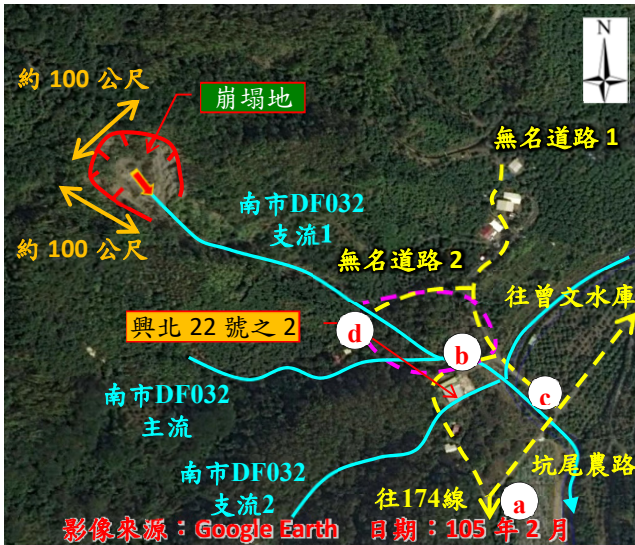 N
約 100 公尺
崩塌地
無名道路 1
南市DF032
支流1
約 100 公尺
無名道路 2
往曾文水庫
興北 22 號之 2
d
b
c
南市DF032
主流
坑尾農路
南市DF032
支流2
往174線
a
影像來源：Google Earth 日期：105 年 2 月